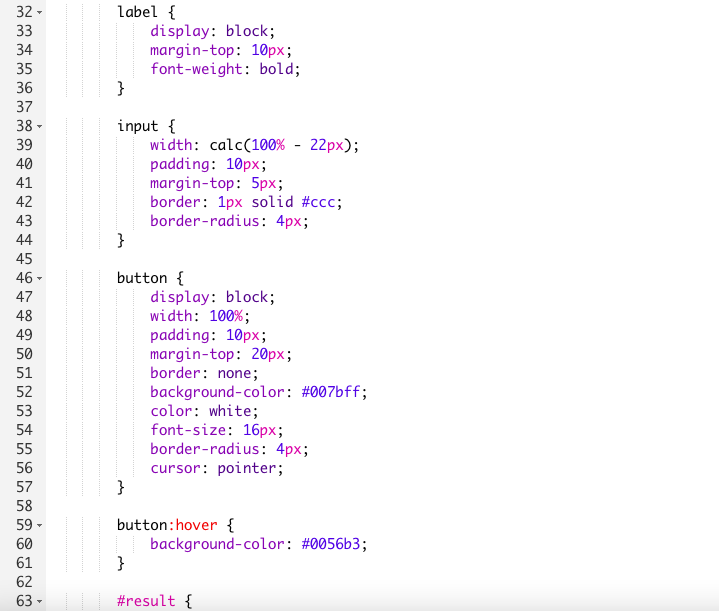 32 label {
33 display: block;
34 margin-top: 10px;
35 font-weight: bold;
36 }
37
38 input {
39 width: calc(100% - 22px);
40 padding: 10px;
41 margin-top: 5px;
42 border: 1px solid #ccc;
43 border-radius: 4px;
44 }
45
46 button {
47 display: block;
48 width: 100%;
49 padding: 10px;
50 margin-top: 20px;
51 border: none;
52 background-color: #007bff;
53 color: white;
54 font-size: 16px;
55 border-radius: 4px;
56 cursor: pointer;
57 }
58
59 button:hover {
60 background-color: #0056b3;
61 }
62
63 #result {